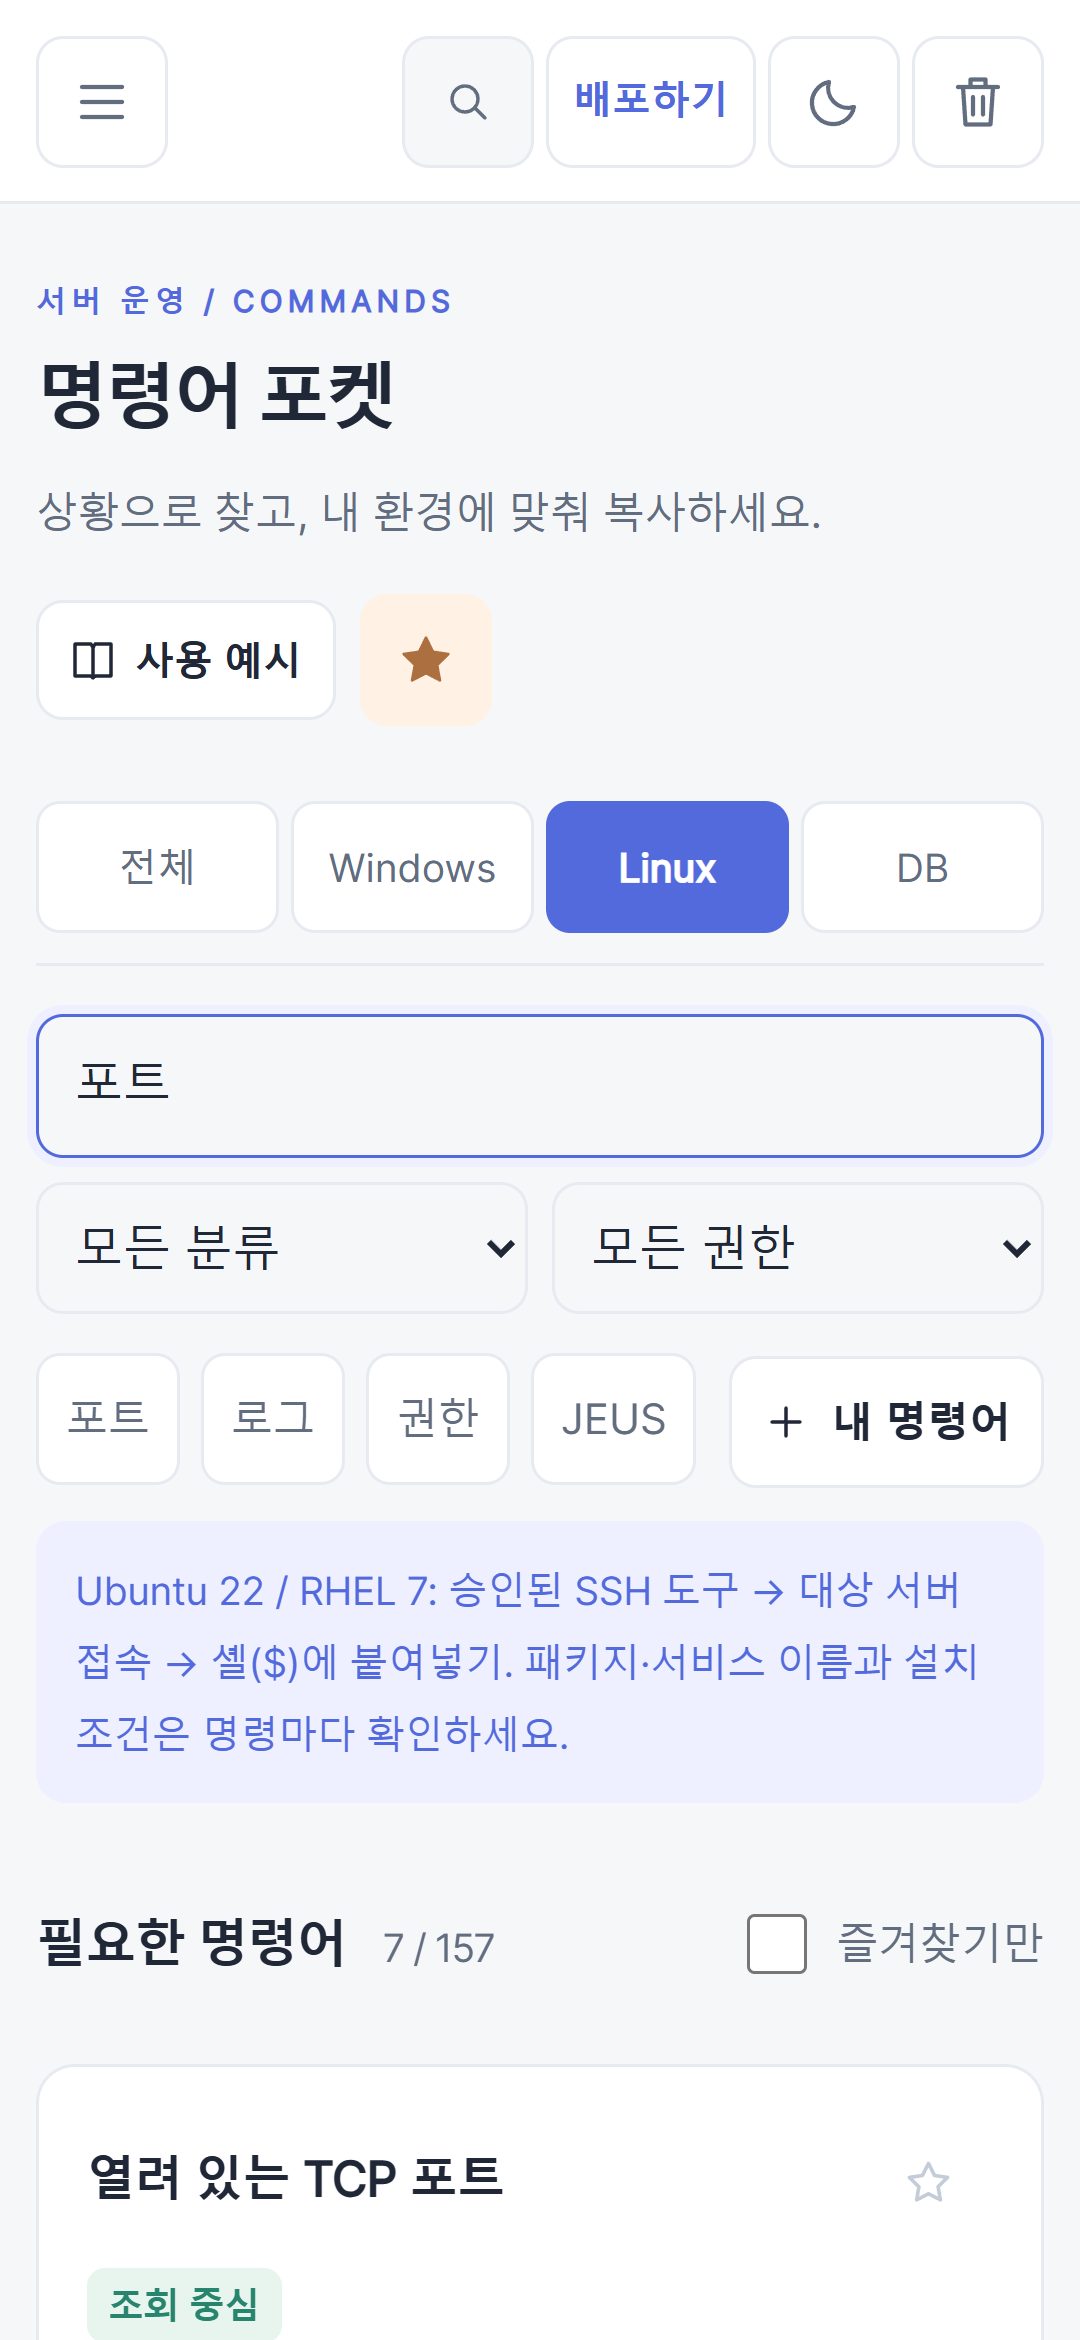 배포하기
서버 운영 / COMMANDS
명령어 포켓
상황으로 찾고, 내 환경에 맞춰 복사하세요.
사용 예시
전체 Windows Linux DB
포트
모든 분류 모든 권한
포트 로그 권한 JEUS + 내 명령어
Ubuntu 22 / RHEL 7: 승인된 SSH 도구 → 대상 서버
접속 → 셸($)에 붙여넣기. 패키지·서비스 이름과 설치
조건은 명령마다 확인하세요.
필요한 명령어 7 / 157 즐겨찾기만
열려 있는 TCP 포트
조회 중심